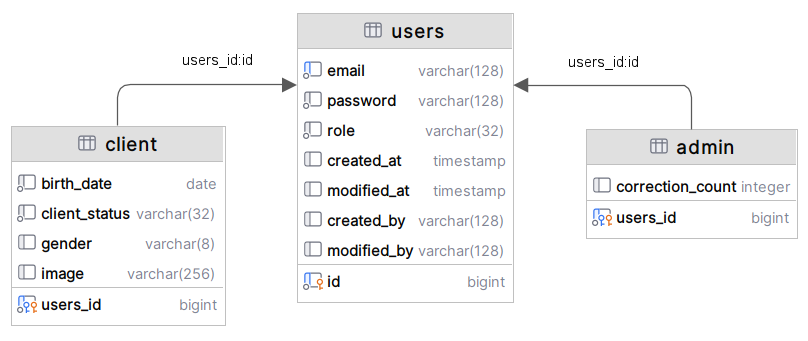 users
email varchar(128)
password varchar(128)
role varchar(32)
created_at timestamp
modified_at timestamp
created_by varchar(128)
modified_by varchar(128)
id bigint
users_id:id
users_id:id
client
birth_date date
client_status varchar(32)
gender varchar(8)
image varchar(256)
users_id bigint
admin
correction_count integer
users_id bigint